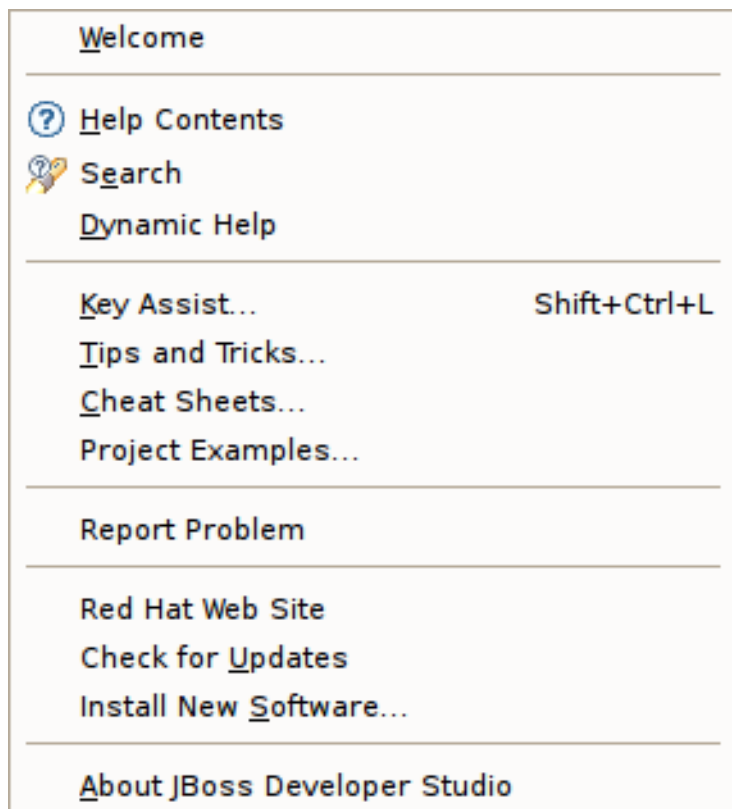 Welcome
Help Contents
Search
Dynamic Help
Key Assist... Shift+Ctrl+L
Tips and Tricks...
Cheat Sheets...
Project Examples...
Report Problem
Red Hat Web Site
Check for Updates
Install New Software...
About JBoss Developer Studio